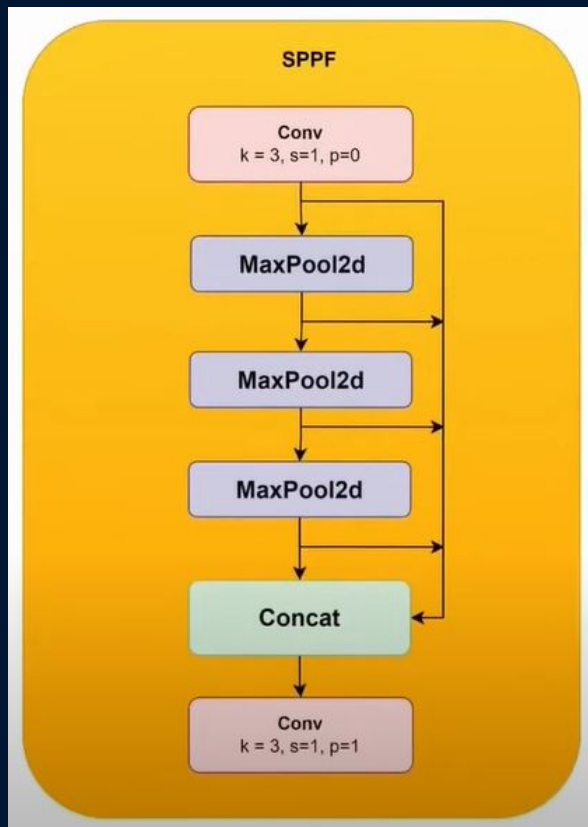 SPPF
Conv
k = 3, s=1, p=0
MaxPool2d
MaxPool2d
MaxPool2d
Concat
Conv
k = 3, s=1, p=1